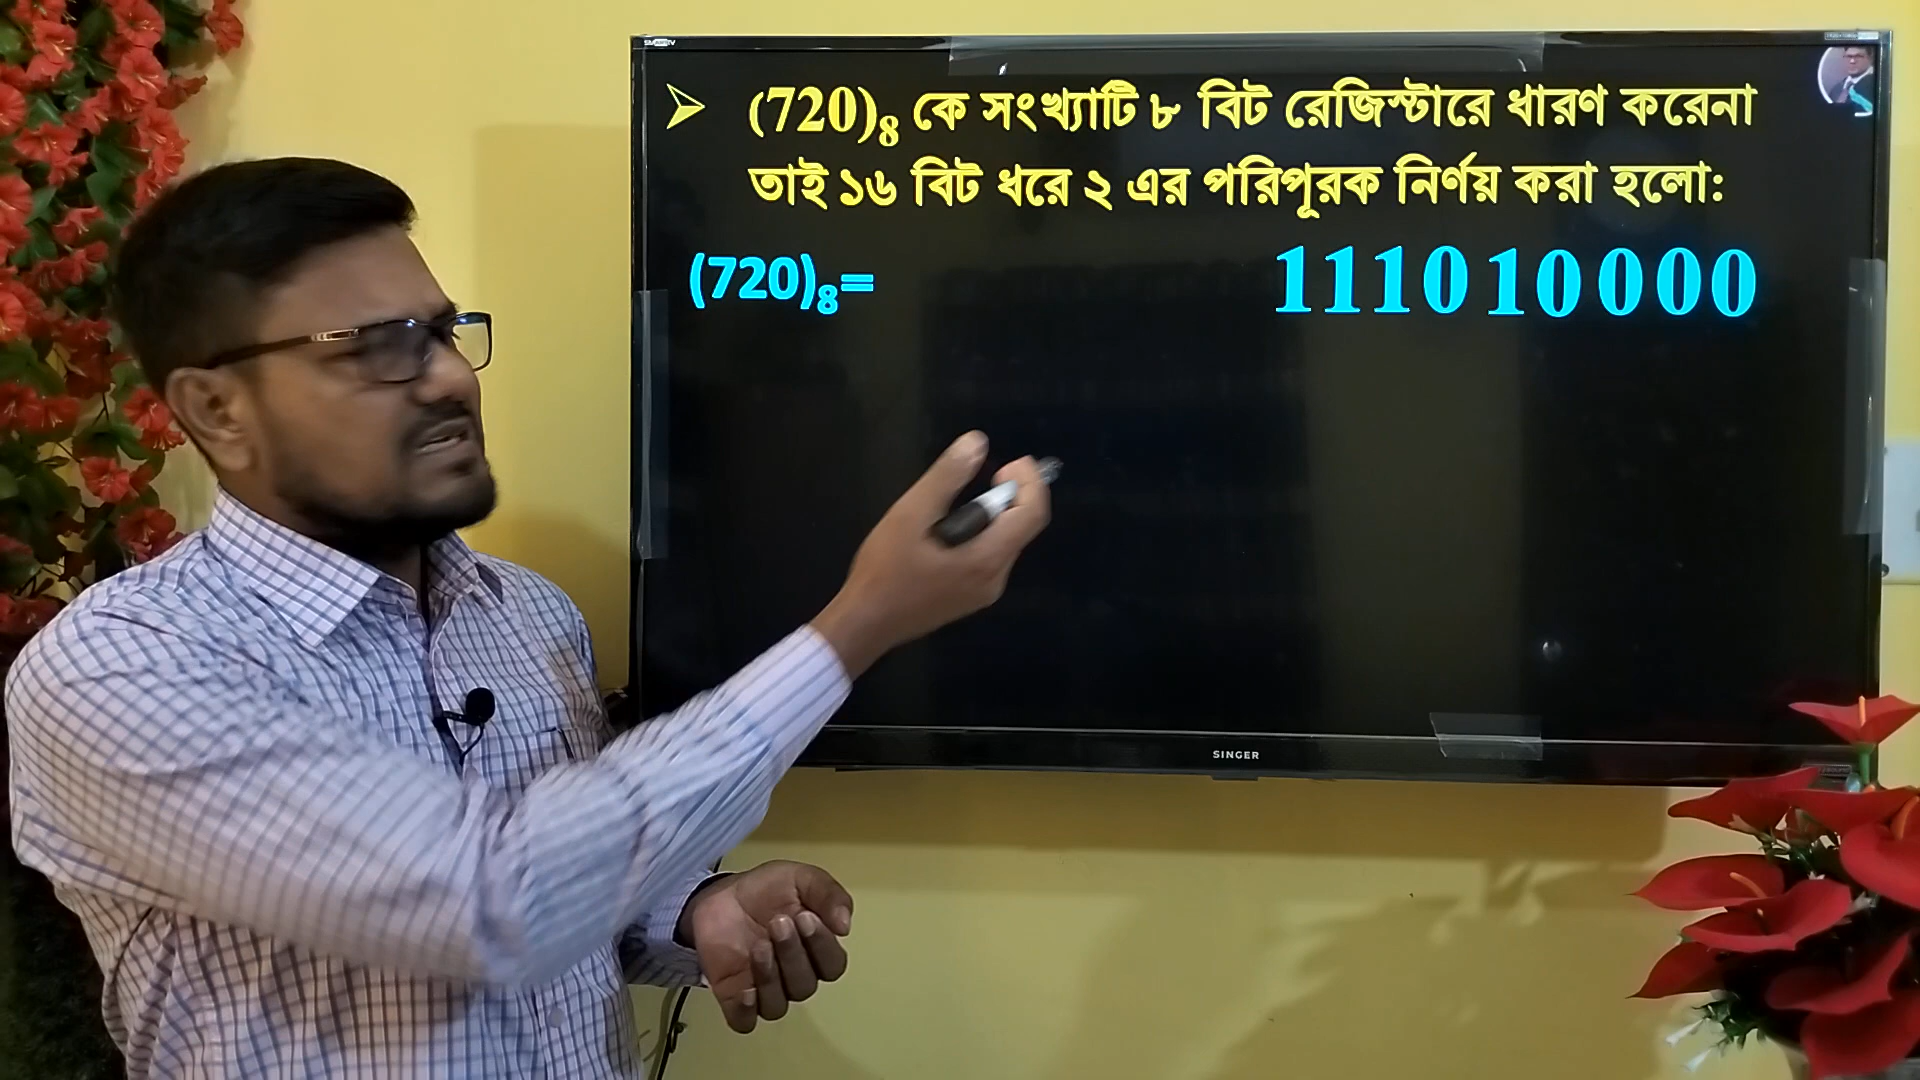 (720)₈ কে সংখ্যাটি ৮ বিট রেজিস্টারে ধারণ করেনা
তাই ১৬ বিট ধরে ২ এর পরিপূরক নির্ণয় করা হলো:
(720)₈= 111010000
SINGER